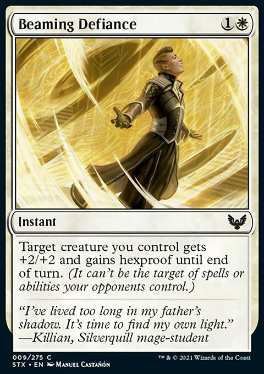 Beaming Defiance 1
Instant
Target creature you control gets
+2/+2 and gains hexproof until end
of turn. (It can't be the target of spells or
abilities your opponents control.)
“I've lived too long in my father's
shadow. It's time to find my own light.”
—Killian, Silverquill mage-student
009/275 C
STX • EN MANUEL CASTAÑÓN
™ & © 2021 Wizards of the Coast